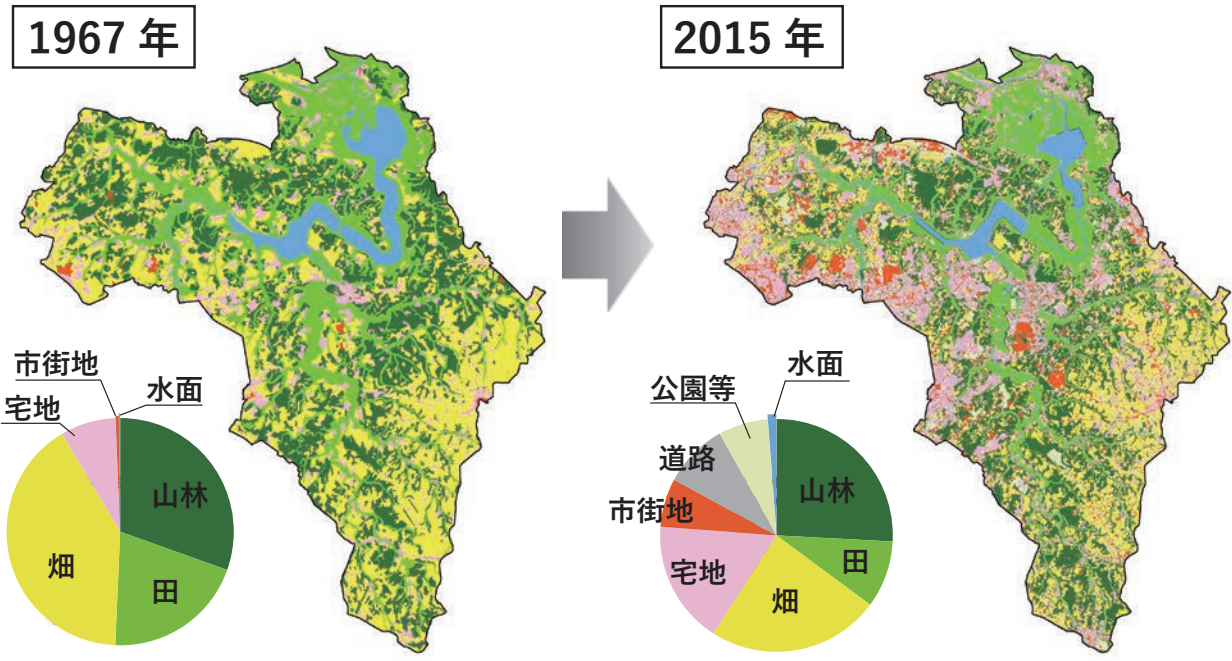 1967 年
2015 年
市街地
水面
宅地
山林
畑
田
水面
公園等
道路
山林
市街地
田
宅地
畑